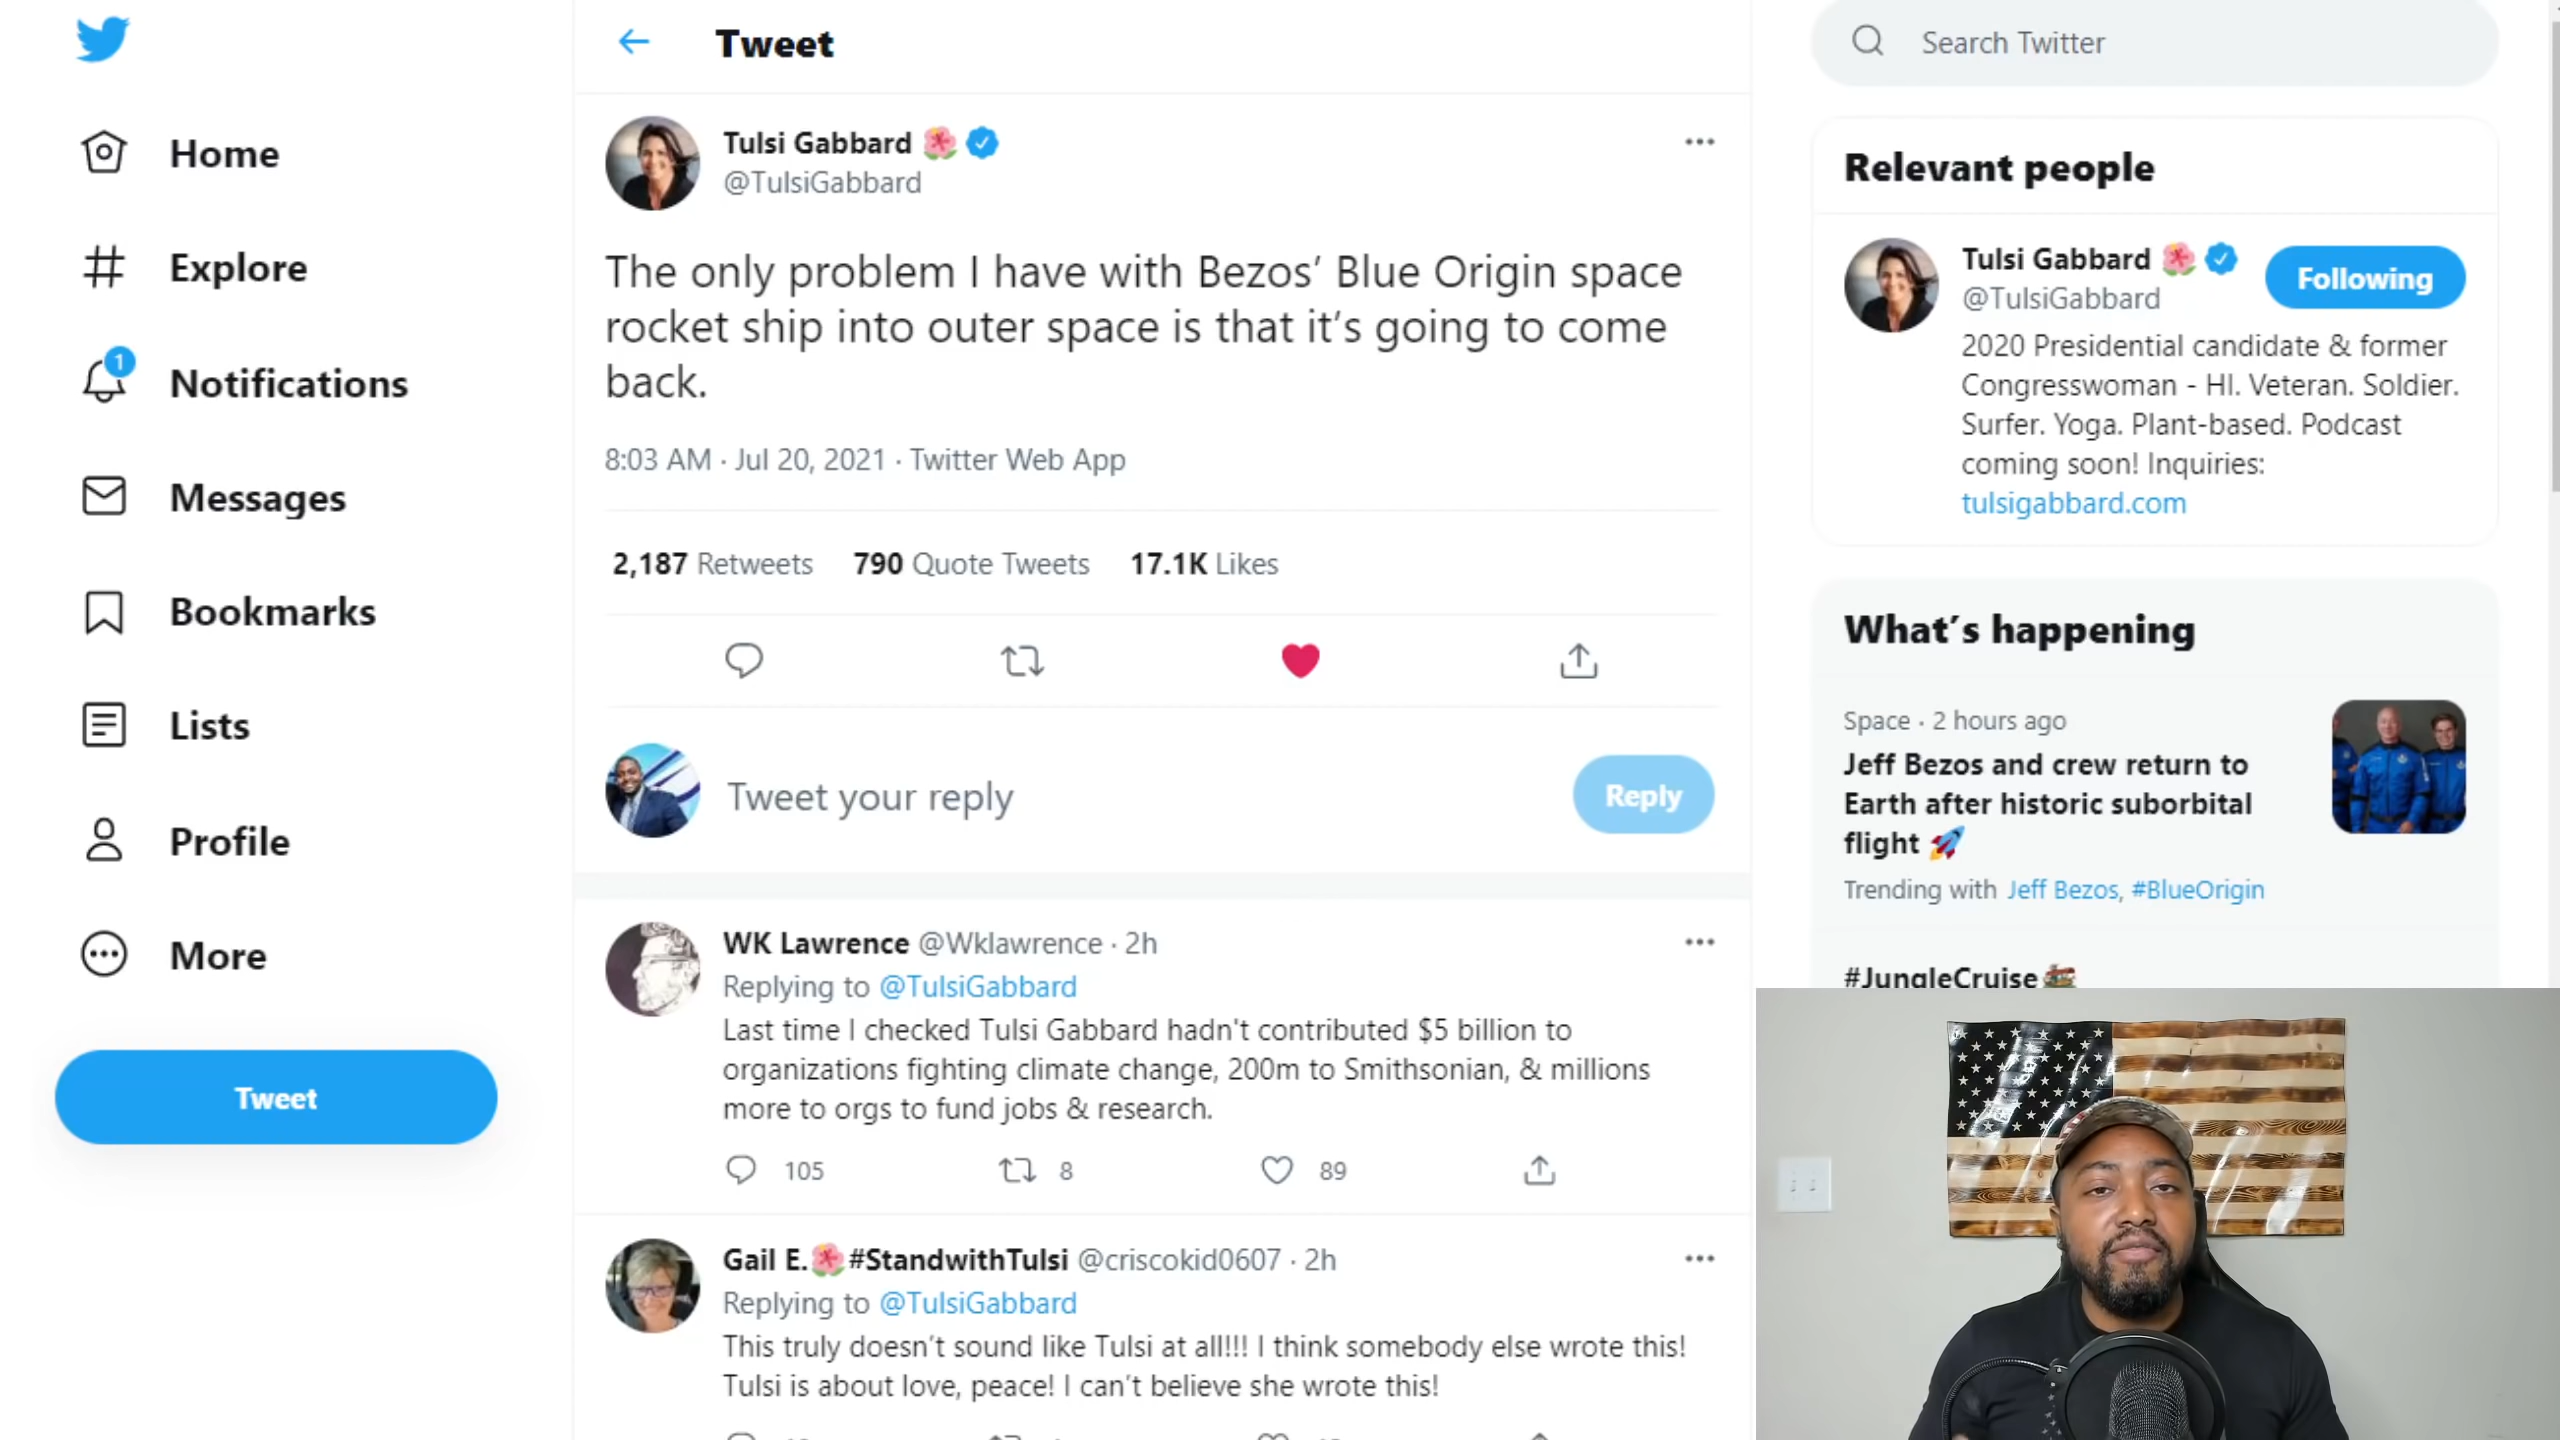 Home
Explore
1
Notifications
Messages
Bookmarks
Lists
Profile
More
Tweet
Tweet
Tulsi Gabbard
@TulsiGabbard
The only problem I have with Bezos’ Blue Origin space
rocket ship into outer space is that it’s going to come
back.
8:03 AM · Jul 20, 2021 · Twitter Web App
2,187 Retweets 790 Quote Tweets 17.1K Likes
Tweet your reply
Reply
WK Lawrence @Wklawrence · 2h
Replying to @TulsiGabbard
Last time I checked Tulsi Gabbard hadn't contributed $5 billion to
organizations fighting climate change, 200m to Smithsonian, & millions
more to orgs to fund jobs & research.
105 8 89
Gail E. #StandwithTulsi @criscokid0607 · 2h
Replying to @TulsiGabbard
This truly doesn’t sound like Tulsi at all!!! I think somebody else wrote this!
Tulsi is about love, peace! I can’t believe she wrote this!
Search Twitter
Relevant people
Tulsi Gabbard
@TulsiGabbard
Following
2020 Presidential candidate & former
Congresswoman - HI. Veteran. Soldier.
Surfer. Yoga. Plant-based. Podcast
coming soon! Inquiries:
tulsigabbard.com
What’s happening
Space · 2 hours ago
Jeff Bezos and crew return to
Earth after historic suborbital
flight
Trending with Jeff Bezos, #BlueOrigin
#JungleCruise